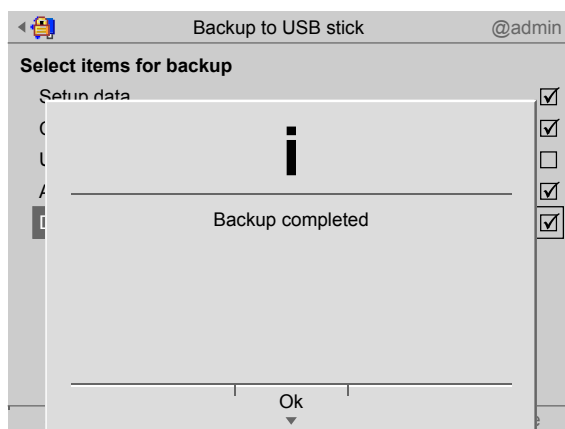 Backup to USB stick @admin
Select items for backup
Setup data
i
Backup completed
Ok